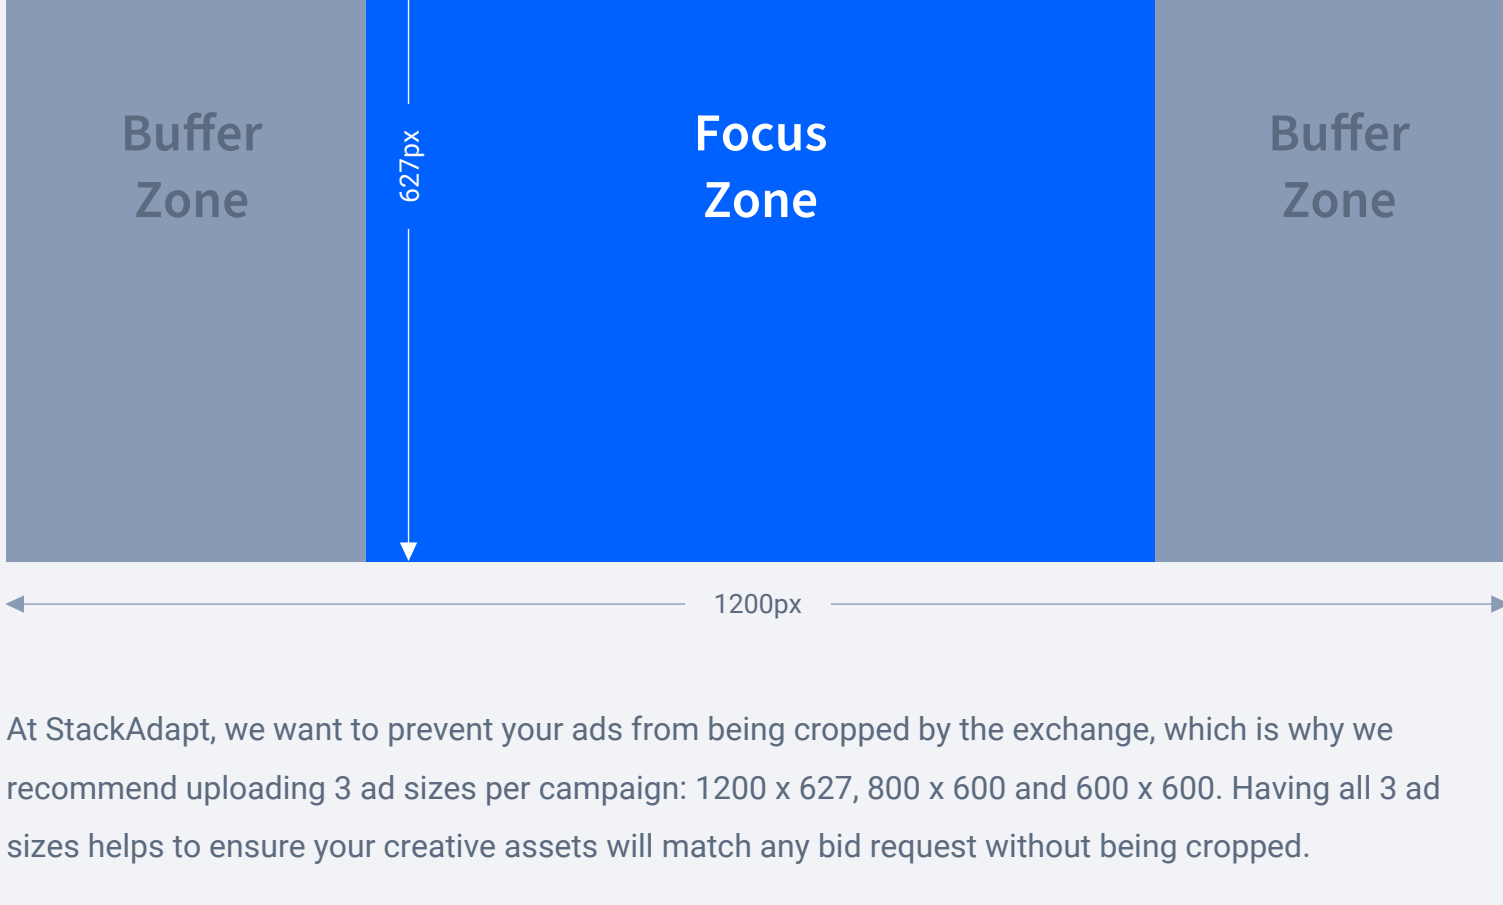 Buffer
Zone
627px
Focus
Zone
Buffer
Zone
1200px
At StackAdapt, we want to prevent your ads from being cropped by the exchange, which is why we
recommend uploading 3 ad sizes per campaign: 1200 x 627, 800 x 600 and 600 x 600. Having all 3 ad
sizes helps to ensure your creative assets will match any bid request without being cropped.